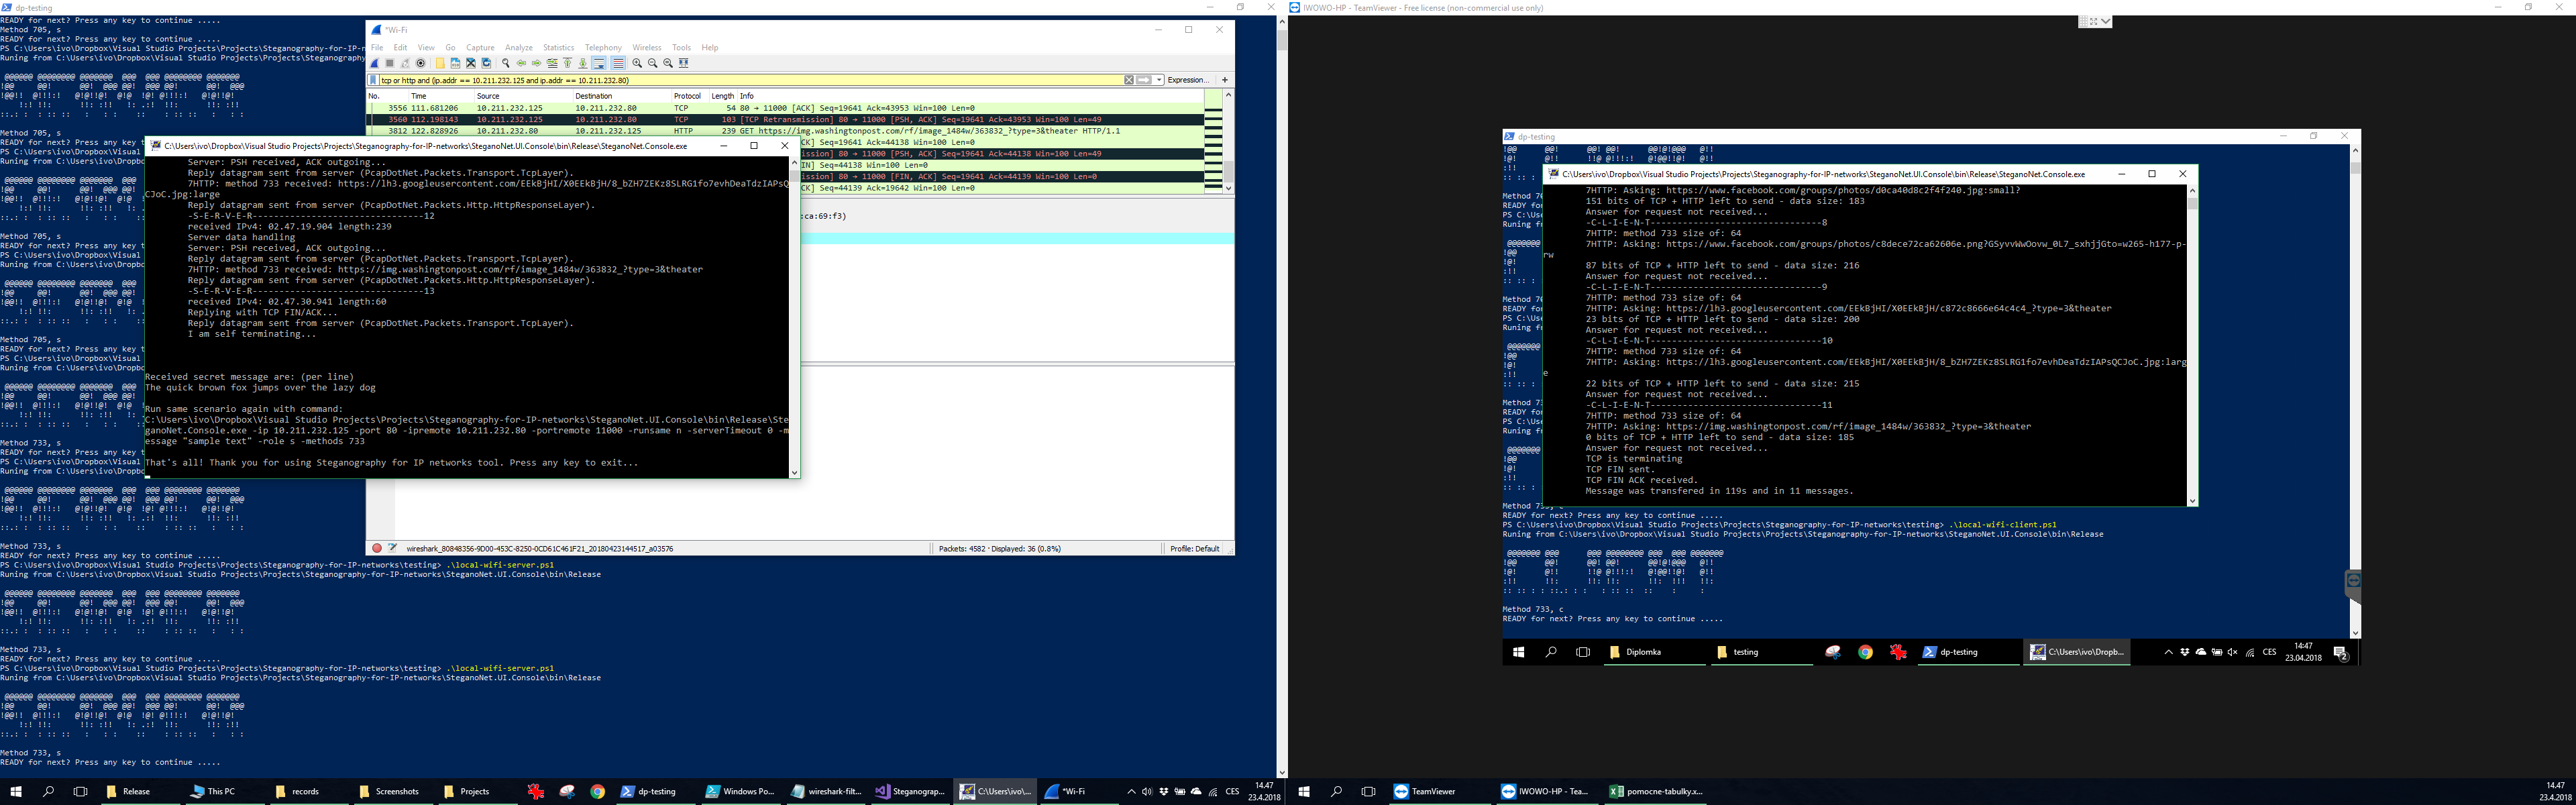 dp-testing
READY for next? Press any key to continue .....
Method 705, s
READY for next? Press any key to continue .....
PS C:\Users\ivo\Dropbox\Visual Studio Projects\Projects\Steganography-for-IP-n
Runing from C:\Users\ivo\Dropbox\Visual Studio Projects\Projects\Steganography
Method 705, s
READY for next? Press any key t
PS C:\Users\ivo\Dropbox\Visual
Runing from C:\Users\ivo\Dropbo
Method 705, s
READY for next? Press any key t
PS C:\Users\ivo\Dropbox\Visual
Runing from C:\Users\ivo\Dropbo
Method 705, s
READY for next? Press any key t
PS C:\Users\ivo\Dropbox\Visual
Runing from C:\Users\ivo\Dropbo
Method 733, s
READY for next? Press any key t
PS C:\Users\ivo\Dropbox\Visual
Runing from C:\Users\ivo\Dropbo
Method 733, s
READY for next? Press any key to continue .....
PS C:\Users\ivo\Dropbox\Visual Studio Projects\Projects\Steganography-for-IP-networks\testing> .\local-wifi-server.ps1
Runing from C:\Users\ivo\Dropbox\Visual Studio Projects\Projects\Steganography-for-IP-networks\SteganoNet.UI.Console\bin\Release
Method 733, s
READY for next? Press any key to continue .....
PS C:\Users\ivo\Dropbox\Visual Studio Projects\Projects\Steganography-for-IP-networks\testing> .\local-wifi-server.ps1
Runing from C:\Users\ivo\Dropbox\Visual Studio Projects\Projects\Steganography-for-IP-networks\SteganoNet.UI.Console\bin\Release
Method 733, s
READY for next? Press any key to continue .....
*Wi-Fi
File Edit View Go Capture Analyze Statistics Telephony Wireless Tools Help
tcp or http and (ip.addr == 10.211.232.125 and ip.addr == 10.211.232.80) Expression... +
No. Time Source Destination Protocol Length Info
3556 111.681206 10.211.232.125 10.211.232.80 TCP 54 80 → 11000 [ACK] Seq=19641 Ack=43953 Win=100 Len=0
3560 112.198143 10.211.232.125 10.211.232.80 TCP 103 [TCP Retransmission] 80 → 11000 [PSH, ACK] Seq=19641 Ack=43953 Win=100 Len=49
3812 122.828926 10.211.232.80 10.211.232.125 HTTP 239 GET https://img.washingtonpost.com/rf/image_1484w/363832_?type=3&theater HTTP/1.1
CK] Seq=19641 Ack=44138 Win=100 Len=0
ission] 80 → 11000 [PSH, ACK] Seq=19641 Ack=44138 Win=100 Len=49
IN] Seq=44138 Win=100 Len=0
ission] 80 → 11000 [FIN, ACK] Seq=19641 Ack=44139 Win=100 Len=0
CK] Seq=44139 Ack=19642 Win=100 Len=0
:ca:69:f3)
wireshark_80848356-9D00-453C-8250-0CD61C461F21_20180423144517_a03576
Packets: 4582 · Displayed: 36 (0.8%)
Profile: Default
C:\Users\ivo\Dropbox\Visual Studio Projects\Projects\Steganography-for-IP-networks\SteganoNet.UI.Console\bin\Release\SteganoNet.Console.exe
Server: PSH received, ACK outgoing...
Reply datagram sent from server (PcapDotNet.Packets.Transport.TcpLayer).
7HTTP: method 733 received: https://lh3.googleusercontent.com/EEkBjHI/X0EEkBjH/8_bZH7ZEKz8SLRG1fo7evhDeaTdzIAPsQ
CJoC.jpg:large
Reply datagram sent from server (PcapDotNet.Packets.Http.HttpResponseLayer).
-S-E-R-V-E-R--------------------------------12
received IPv4: 02.47.19.904 length:239
Server data handling
Server: PSH received, ACK outgoing...
Reply datagram sent from server (PcapDotNet.Packets.Transport.TcpLayer).
7HTTP: method 733 received: https://img.washingtonpost.com/rf/image_1484w/363832_?type=3&theater
Reply datagram sent from server (PcapDotNet.Packets.Http.HttpResponseLayer).
-S-E-R-V-E-R--------------------------------13
received IPv4: 02.47.30.941 length:60
Replying with TCP FIN/ACK...
Reply datagram sent from server (PcapDotNet.Packets.Transport.TcpLayer).
I am self terminating...
Received secret message are: (per line)
The quick brown fox jumps over the lazy dog
Run same scenario again with command:
C:\Users\ivo\Dropbox\Visual Studio Projects\Projects\Steganography-for-IP-networks\SteganoNet.UI.Console\bin\Release\Ste
ganoNet.Console.exe -ip 10.211.232.125 -port 80 -ipremote 10.211.232.80 -portremote 11000 -runsame n -serverTimeout 0 -m
essage "sample text" -role s -methods 733
That's all! Thank you for using Steganography for IP networks tool. Press any key to exit...
Release This PC records Screenshots Projects dp-testing Windows Po... wireshark-filt... Steganograp... C:\Users\ivo\... *Wi-Fi CES 14.47
23.4.2018
IWOWO-HP - TeamViewer - Free license (non-commercial use only)
dp-testing
C:\Users\ivo\Dropbox\Visual Studio Projects\Projects\Steganography-for-IP-networks\SteganoNet.UI.Console\bin\Release\SteganoNet.Console.exe
7HTTP: Asking: https://www.facebook.com/groups/photos/d0ca40d8c2f4f240.jpg:small?
151 bits of TCP + HTTP left to send - data size: 183
Answer for request not received...
-C-L-I-E-N-T--------------------------------8
7HTTP: method 733 size of: 64
7HTTP: Asking: https://www.facebook.com/groups/photos/c8dece72ca62606e.png?GSyvvWwOovw_0L7_sxhjjGto=w265-h177-p-
rw
87 bits of TCP + HTTP left to send - data size: 216
Answer for request not received...
-C-L-I-E-N-T--------------------------------9
7HTTP: method 733 size of: 64
7HTTP: Asking: https://lh3.googleusercontent.com/EEkBjHI/X0EEkBjH/c872c8666e64c4c4_?type=3&theater
23 bits of TCP + HTTP left to send - data size: 200
Answer for request not received...
-C-L-I-E-N-T--------------------------------10
7HTTP: method 733 size of: 64
7HTTP: Asking: https://lh3.googleusercontent.com/EEkBjHI/X0EEkBjH/8_bZH7ZEKz8SLRG1fo7evhDeaTdzIAPsQCJoC.jpg:larg
e
22 bits of TCP + HTTP left to send - data size: 215
Answer for request not received...
-C-L-I-E-N-T--------------------------------11
7HTTP: method 733 size of: 64
7HTTP: Asking: https://img.washingtonpost.com/rf/image_1484w/363832_?type=3&theater
0 bits of TCP + HTTP left to send - data size: 185
Answer for request not received...
TCP is terminating
TCP FIN sent.
TCP FIN ACK received.
Message was transfered in 119s and in 11 messages.
READY for next? Press any key to continue .....
PS C:\Users\ivo\Dropbox\Visual Studio Projects\Projects\Steganography-for-IP-networks\testing> .\local-wifi-client.ps1
Runing from C:\Users\ivo\Dropbox\Visual Studio Projects\Projects\Steganography-for-IP-networks\SteganoNet.UI.Console\bin\Release
Method 733, c
READY for next? Press any key to continue .....
Diplomka testing dp-testing C:\Users\ivo\Dropb... CES 14:47
23.04.2018
TeamViewer IWOWO-HP - Tea... pomocne-tabulky.x... 14.47
23.4.2018